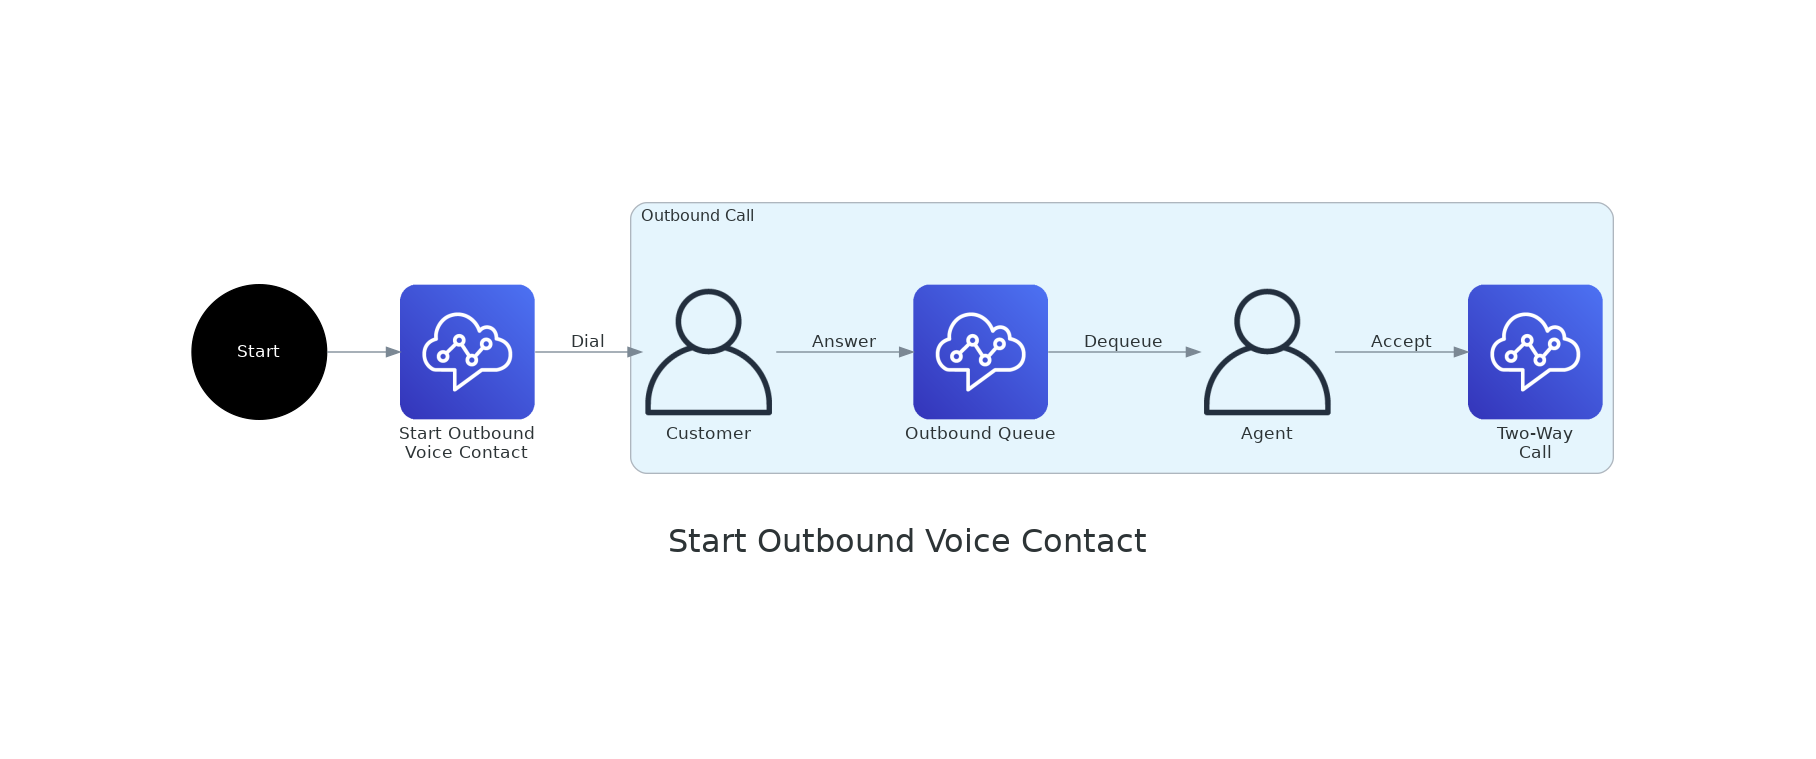 Outbound Call
Start
Dial
Answer
Dequeue
Accept
Start Outbound
Voice Contact
Customer
Outbound Queue
Agent
Two-Way
Call
Start Outbound Voice Contact